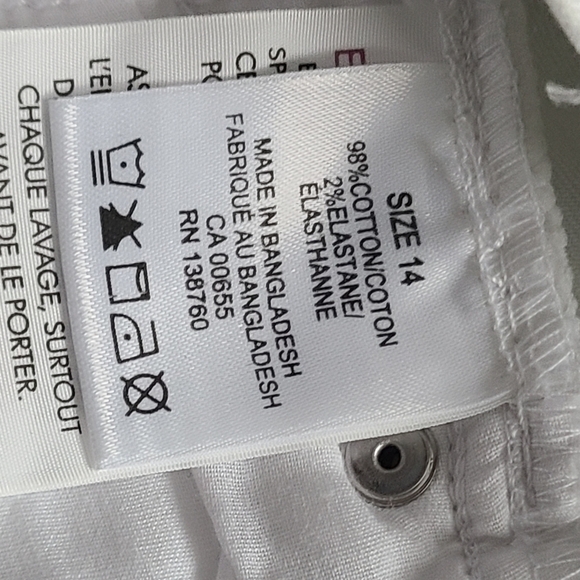 SIZE 14
98%COTTON/COTON
2%ELASTANE/
ÉLASTHANNE
MADE IN BANGLADESH
FABRIQUÉ AU BANGLADESH
CA 00655
RN 138760
CHAQUE LAVAGE, SURTOUT
AVANT DE LE PORTER.